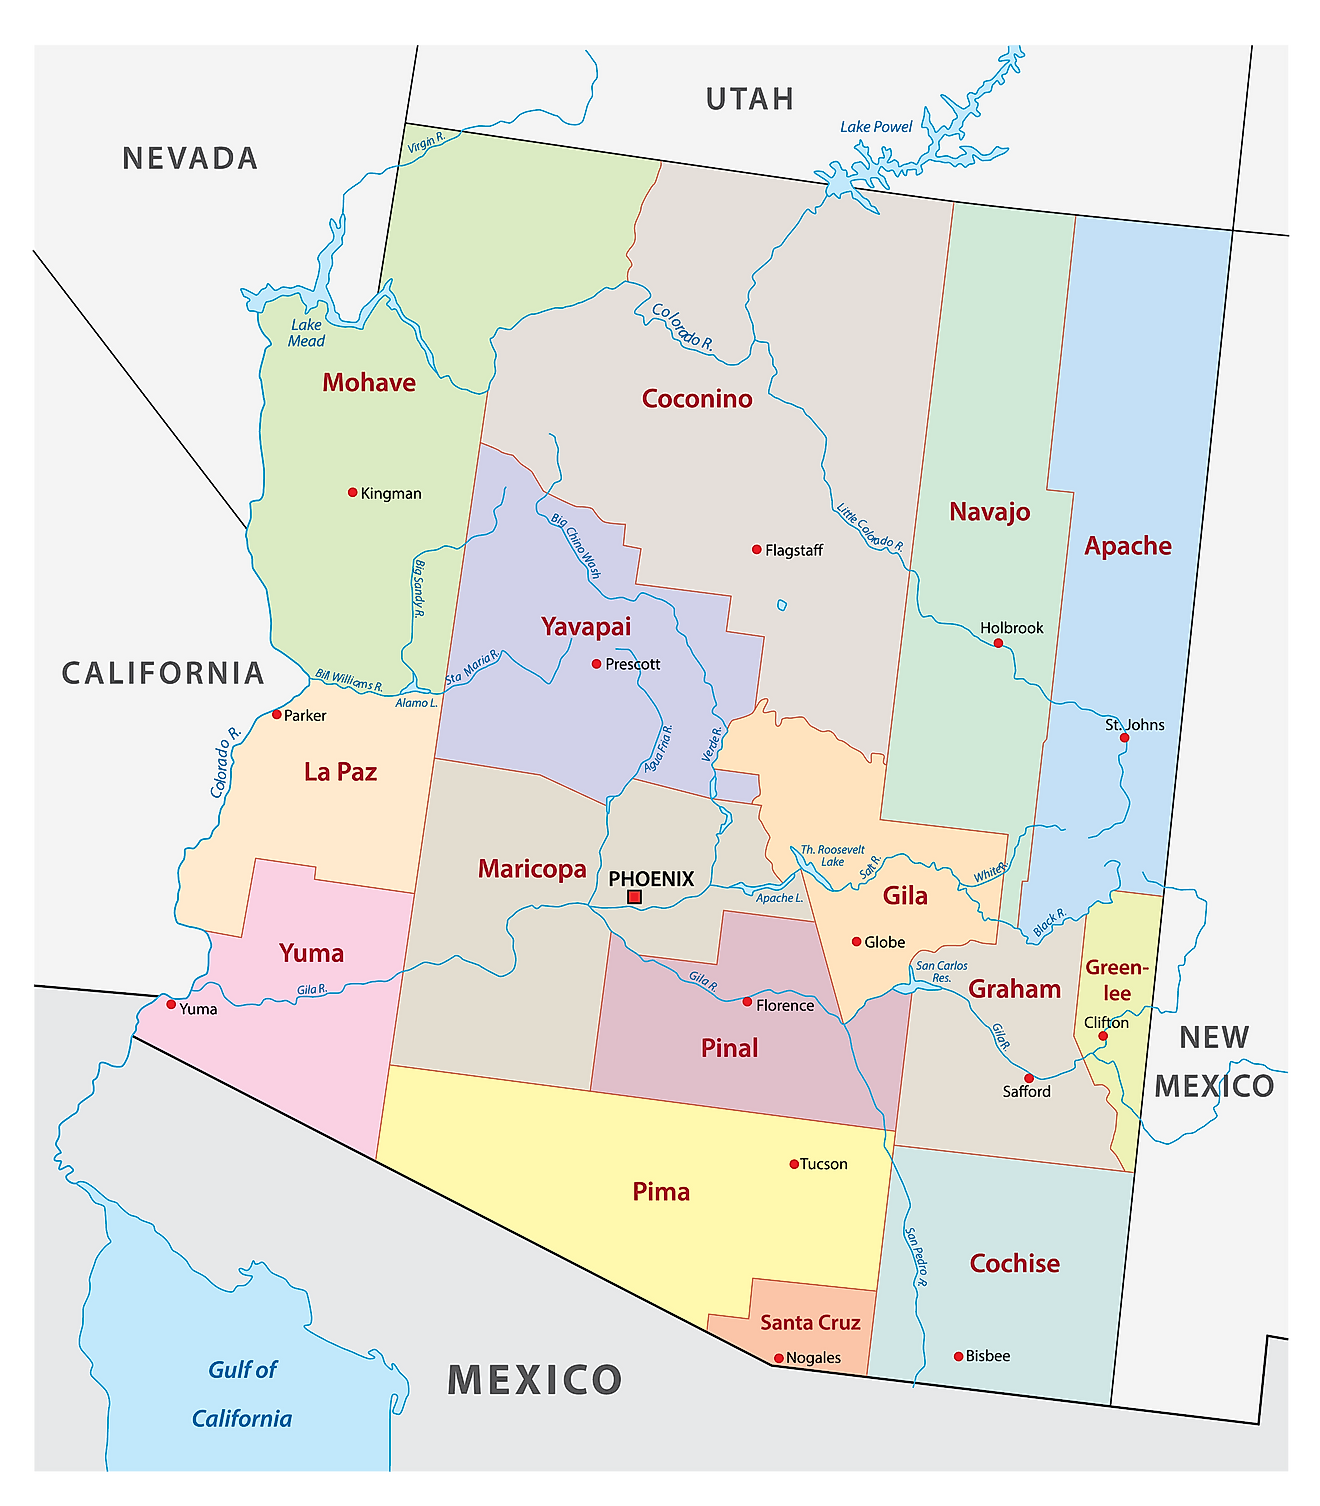 UTAH
Lake Powel
Virgin R.
NEVADA
Colorado R.
Lake
Mead
Mohave
Coconino
Kingman
Navajo
Little Colorado R.
Apache
Big Chino Wash
Flagstaff
Big Sandy R.
Yavapai
Holbrook
Prescott
Sta Maria R.
CALIFORNIA
Bill Williams R.
Alamo L.
Parker
St. Johns
Colorado R.
Agua Fria R.
Verde R.
La Paz
Th. Roosevelt
Lake
Salt R.
White R.
Maricopa
PHOENIX
Apache L.
Gila
Black R.
Globe
Yuma
San Carlos
Res.
Green-
lee
Graham
Gila R.
Gila R.
Florence
Yuma
Clifton
Gila R.
NEW
MEXICO
Pinal
Safford
Tucson
Pima
San Pedro R.
Cochise
Santa Cruz
Nogales
Bisbee
Gulf of
California
MEXICO